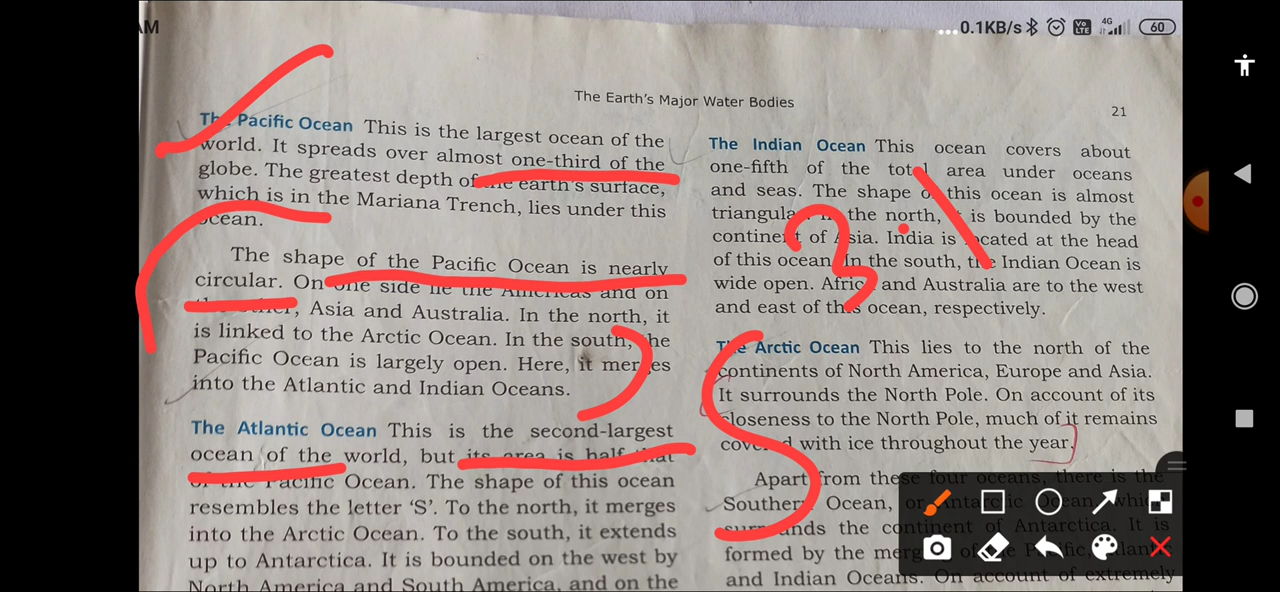 AM
0.1KB/s
Vo
LTE
4G
60
The Earth's Major Water Bodies
21
The Pacific Ocean This is the largest ocean of the
world. It spreads over almost one-third of the
globe. The greatest depth of the earth's surface,
which is in the Mariana Trench, lies under this
ocean.
The shape of the Pacific Ocean is nearly
circular. On one side lie the Americas and on
the other, Asia and Australia. In the north, it
is linked to the Arctic Ocean. In the south, the
Pacific Ocean is largely open. Here, it merges
into the Atlantic and Indian Oceans.
The Atlantic Ocean This is the second-largest
ocean of the world, but its area is half that
of the Pacific Ocean. The shape of this ocean
resembles the letter 'S'. To the north, it merges
into the Arctic Ocean. To the south, it extends
up to Antarctica. It is bounded on the west by
North America and South America, and on the
The Indian Ocean This ocean covers about
one-fifth of the total area under oceans
and seas. The shape of this ocean is almost
triangular. In the north, it is bounded by the
continent of Asia. India is located at the head
of this ocean. In the south, the Indian Ocean is
wide open. Africa and Australia are to the west
and east of this ocean, respectively.
3
The Arctic Ocean This lies to the north of the
continents of North America, Europe and Asia.
It surrounds the North Pole. On account of its
closeness to the North Pole, much of it remains
covered with ice throughout the year.
Apart from these four oceans, there is the
Southern Ocean, or Antarctic Ocean, which
surrounds the continent of Antarctica. It is
formed by the merging of the Pacific, Atlantic
and Indian Oceans. On account of extremely